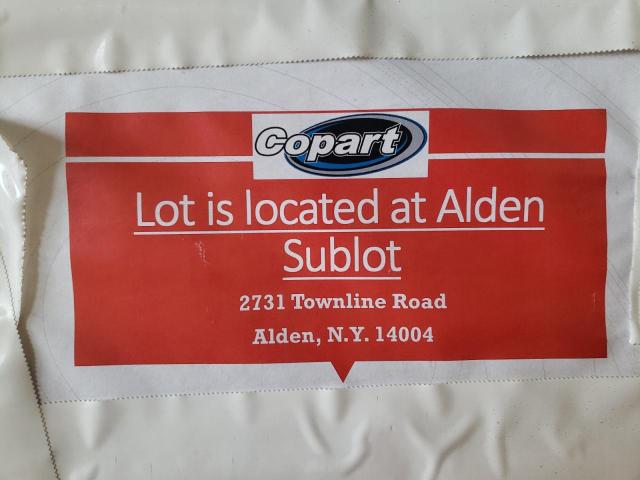 Copart
Lot is located at Alden
Sublot
2731 Townline Road
Alden, N.Y. 14004